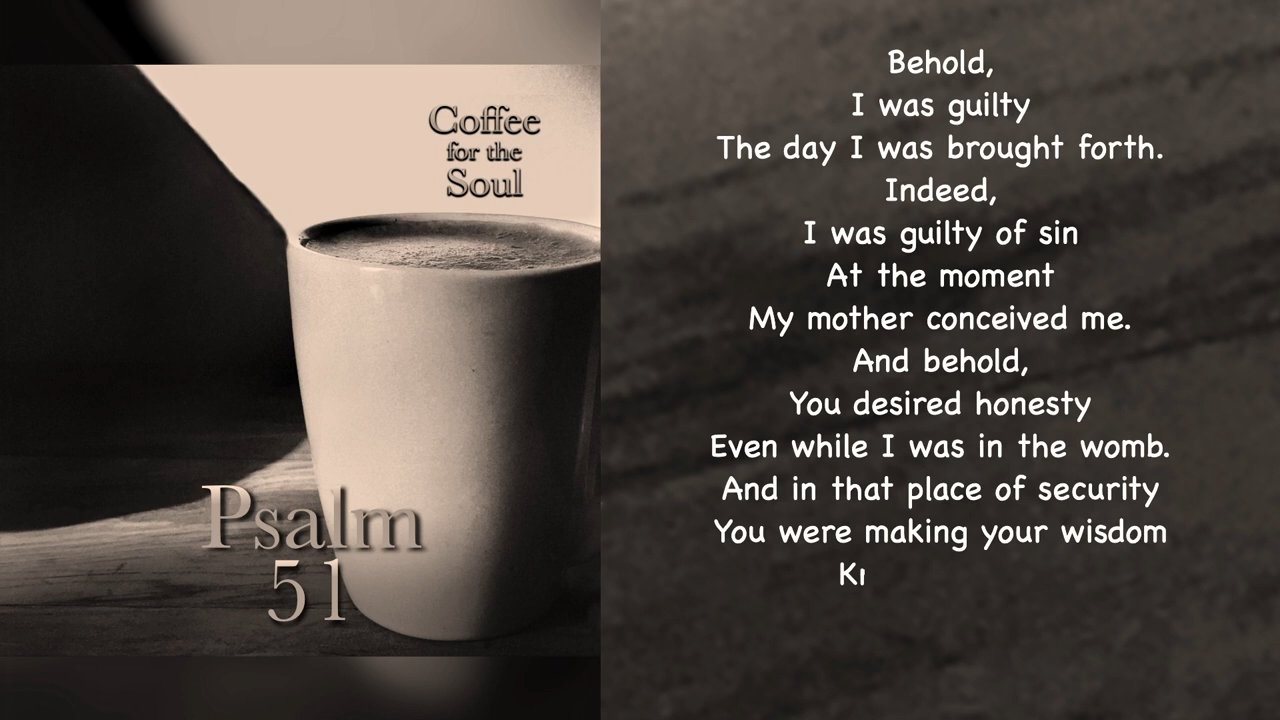 Coffee
for the
Soul
Psalm
51
Behold,
I was guilty
The day I was brought forth.
Indeed,
I was guilty of sin
At the moment
My mother conceived me.
And behold,
You desired honesty
Even while I was in the womb.
And in that place of security
You were making your wisdom